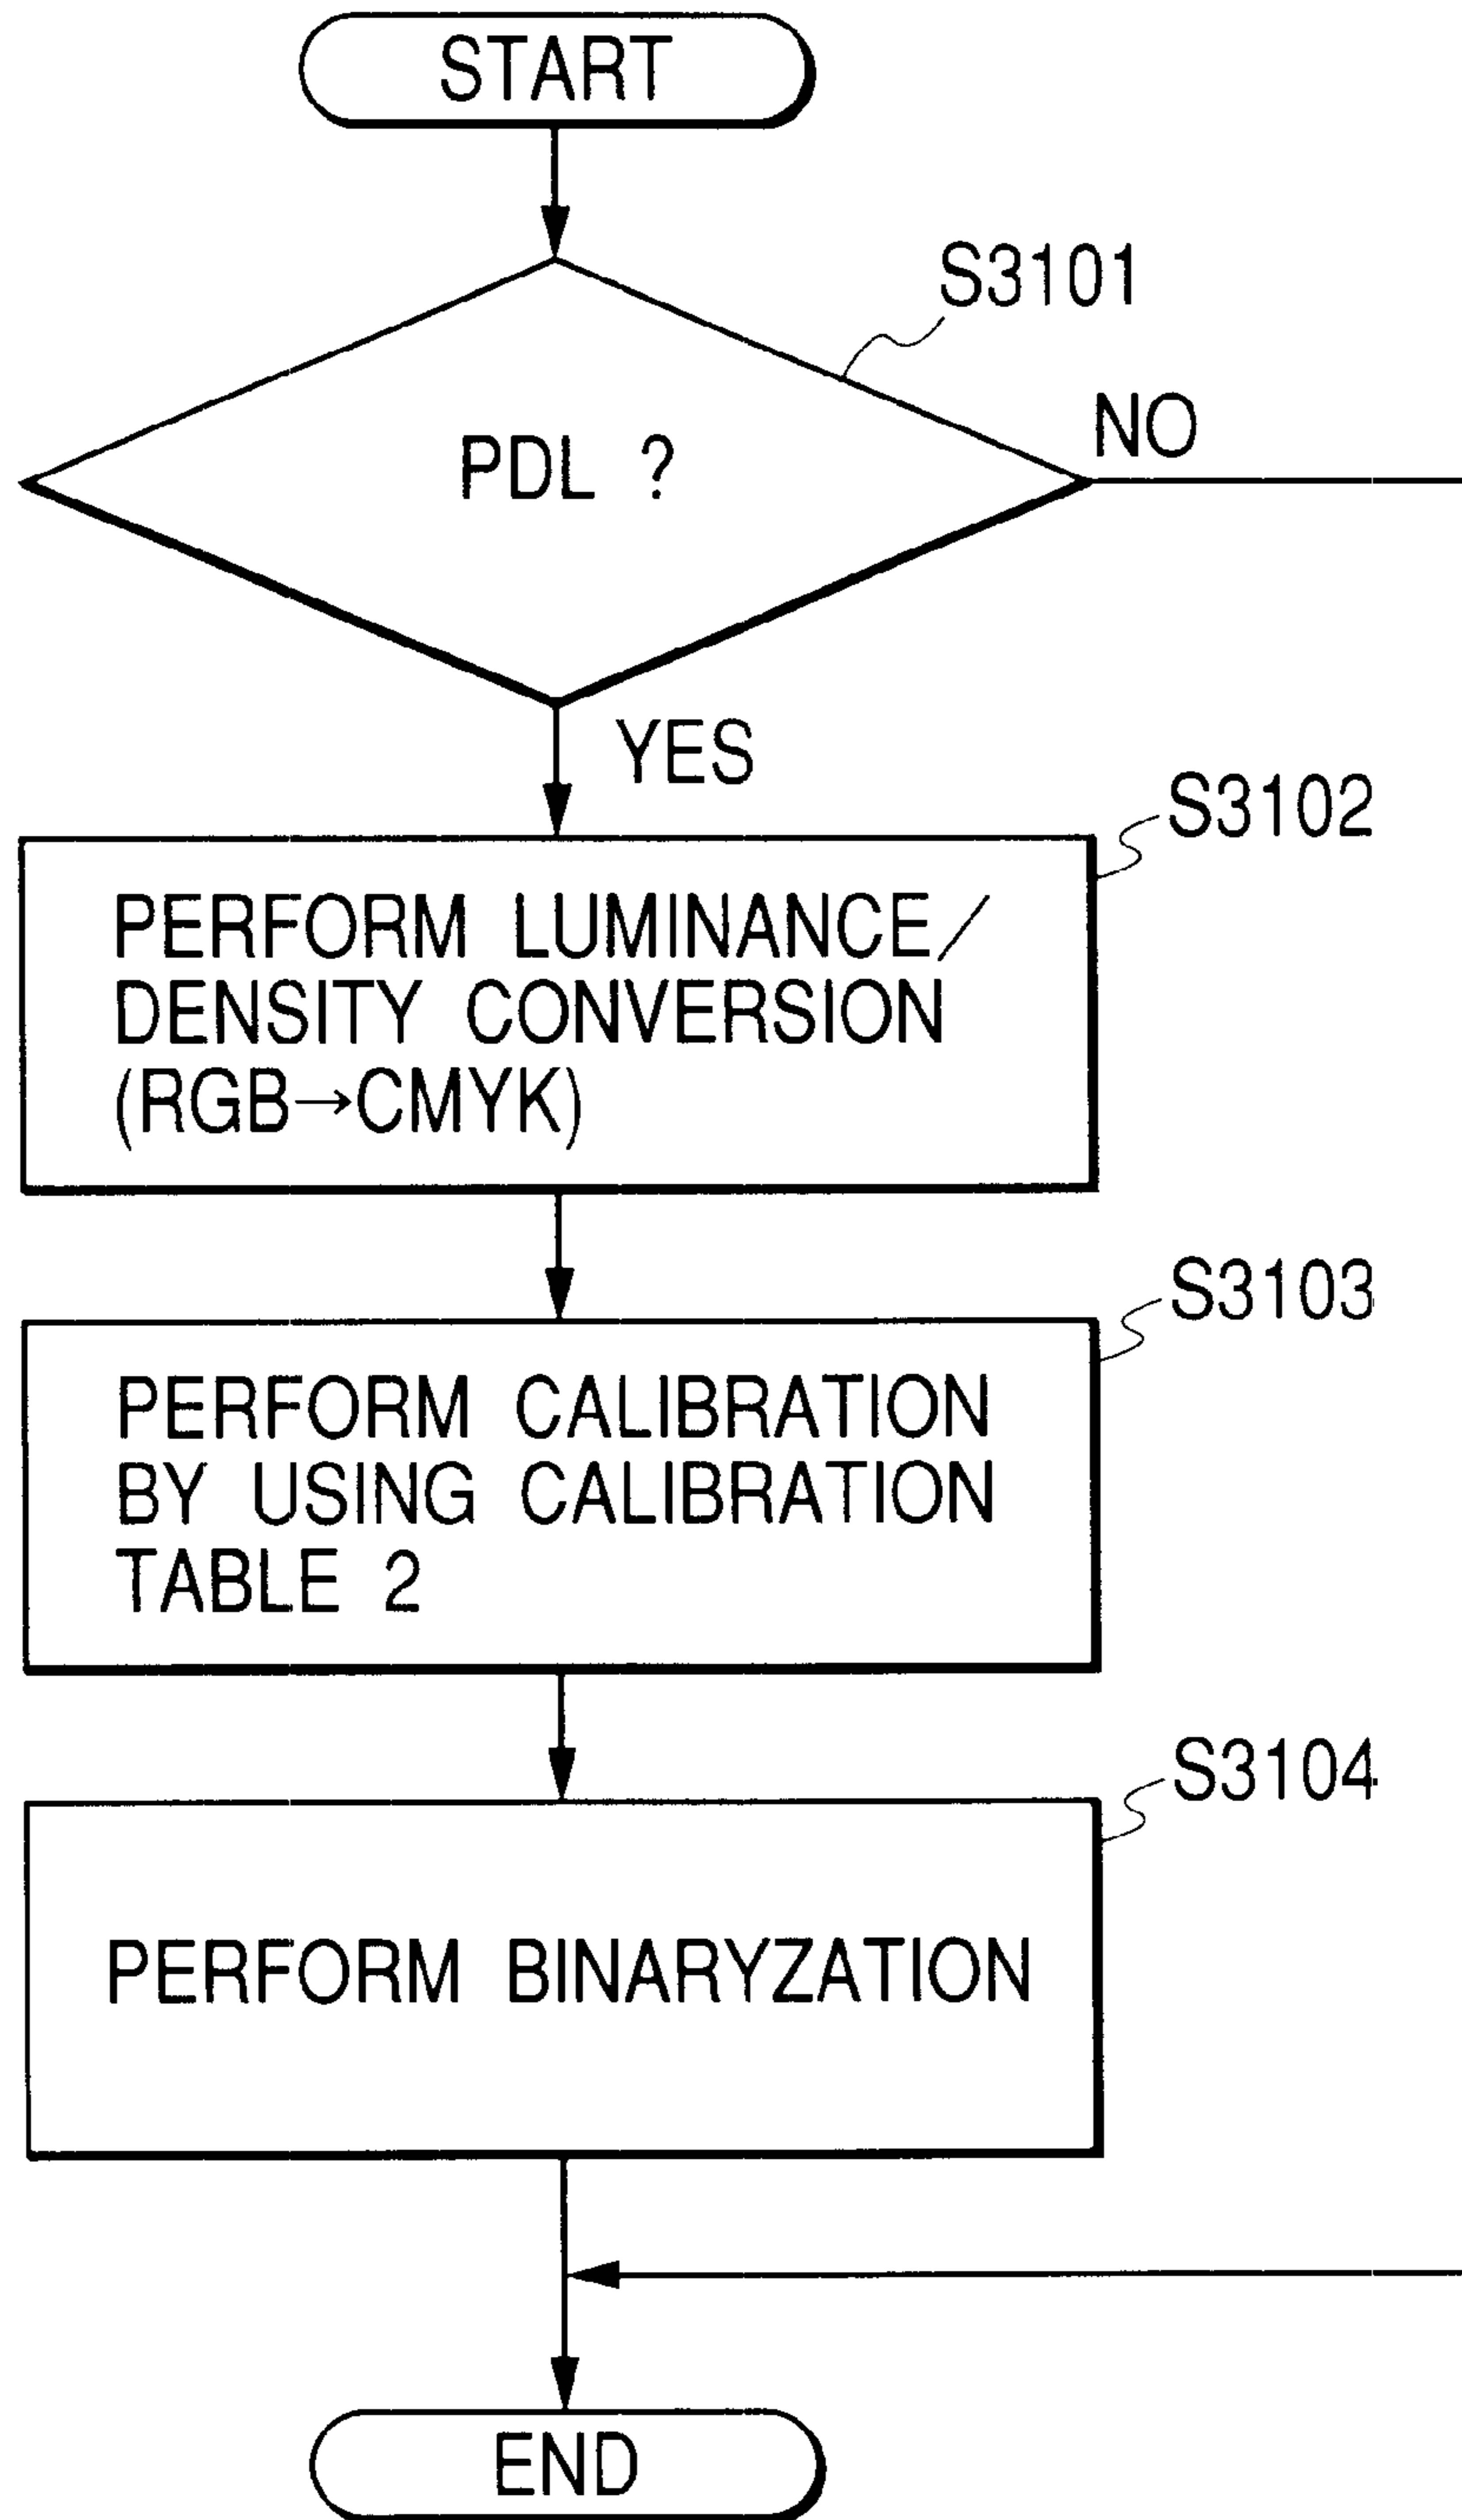 START
S3101
NO
PDL ?
YES
S3102
PERFORM LUMINANCE/
DENSITY CONVERSION
(RGB→CMYK)
S3103
PERFORM CALIBRATION
BY USING CALIBRATION
TABLE 2
S3104
PERFORM BINARYZATION
END